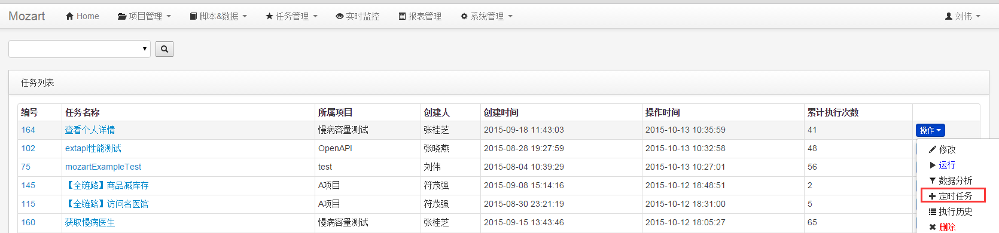 Mozart Home 项目管理 脚本&数据 任务管理 实时监控 报表管理 系统管理 刘伟
任务列表
编号 任务名称 所属项目 创建人 创建时间 操作时间 累计执行次数
164 查看个人详情 慢病容量测试 张桂芝 2015-09-18 11:43:03 2015-10-13 10:35:59 41 操作
102 extapi性能测试 OpenAPI 张晓燕 2015-08-28 19:27:59 2015-10-13 10:32:58 48
修改
75 mozartExampleTest test 刘伟 2015-08-04 10:39:29 2015-10-13 10:27:01 56
运行
145 【全链路】商品减库存 A项目 符茂强 2015-09-08 15:14:16 2015-10-12 18:48:51 2
数据分析
115 【全链路】访问名医馆 A项目 符茂强 2015-08-30 23:21:19 2015-10-12 18:31:00 5
定时任务
160 获取慢病医生 慢病容量测试 张桂芝 2015-09-15 13:43:46 2015-10-12 18:05:27 65
执行历史
删除